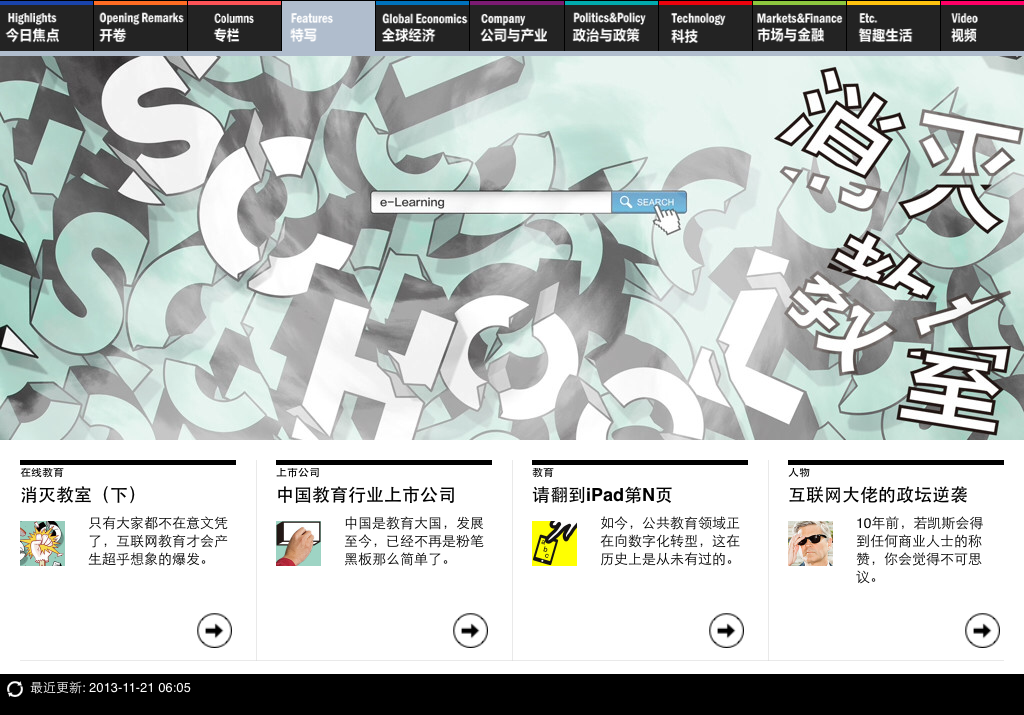 Highlights
今日焦点
Opening Remarks
开卷
Columns
专栏
Features
特写
Global Economics
全球经济
Company
公司与产业
Politics&Policy
政治与政策
Technology
科技
Markets&Finance
市场与金融
Etc.
智趣生活
Video
视频
消灭
教室
e-Learning
SEARCH
SCHOOL
在线教育
消灭教室（下）
只有大家都不在意文凭
了，互联网教育才会产
生超乎想象的爆发。
上市公司
中国教育行业上市公司
中国是教育大国，发展
至今，已经不再是粉笔
黑板那么简单了。
教育
请翻到iPad第N页
如今，公共教育领域正
在向数字化转型，这在
历史上是从未有过的。
人物
互联网大佬的政坛逆袭
10年前，若凯斯会得
到任何商业人士的称
赞，你会觉得不可思
议。
最近更新: 2013-11-21 06:05